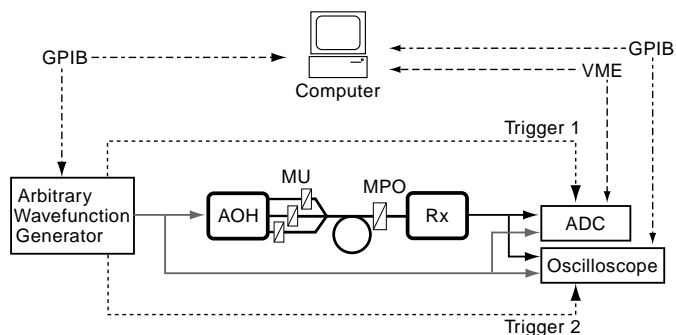 GPIB
GPIB
VME
Computer
Trigger 1
MU
MPO
Arbitrary
Wavefunction
Generator
AOH
Rx
ADC
Oscilloscope
Trigger 2